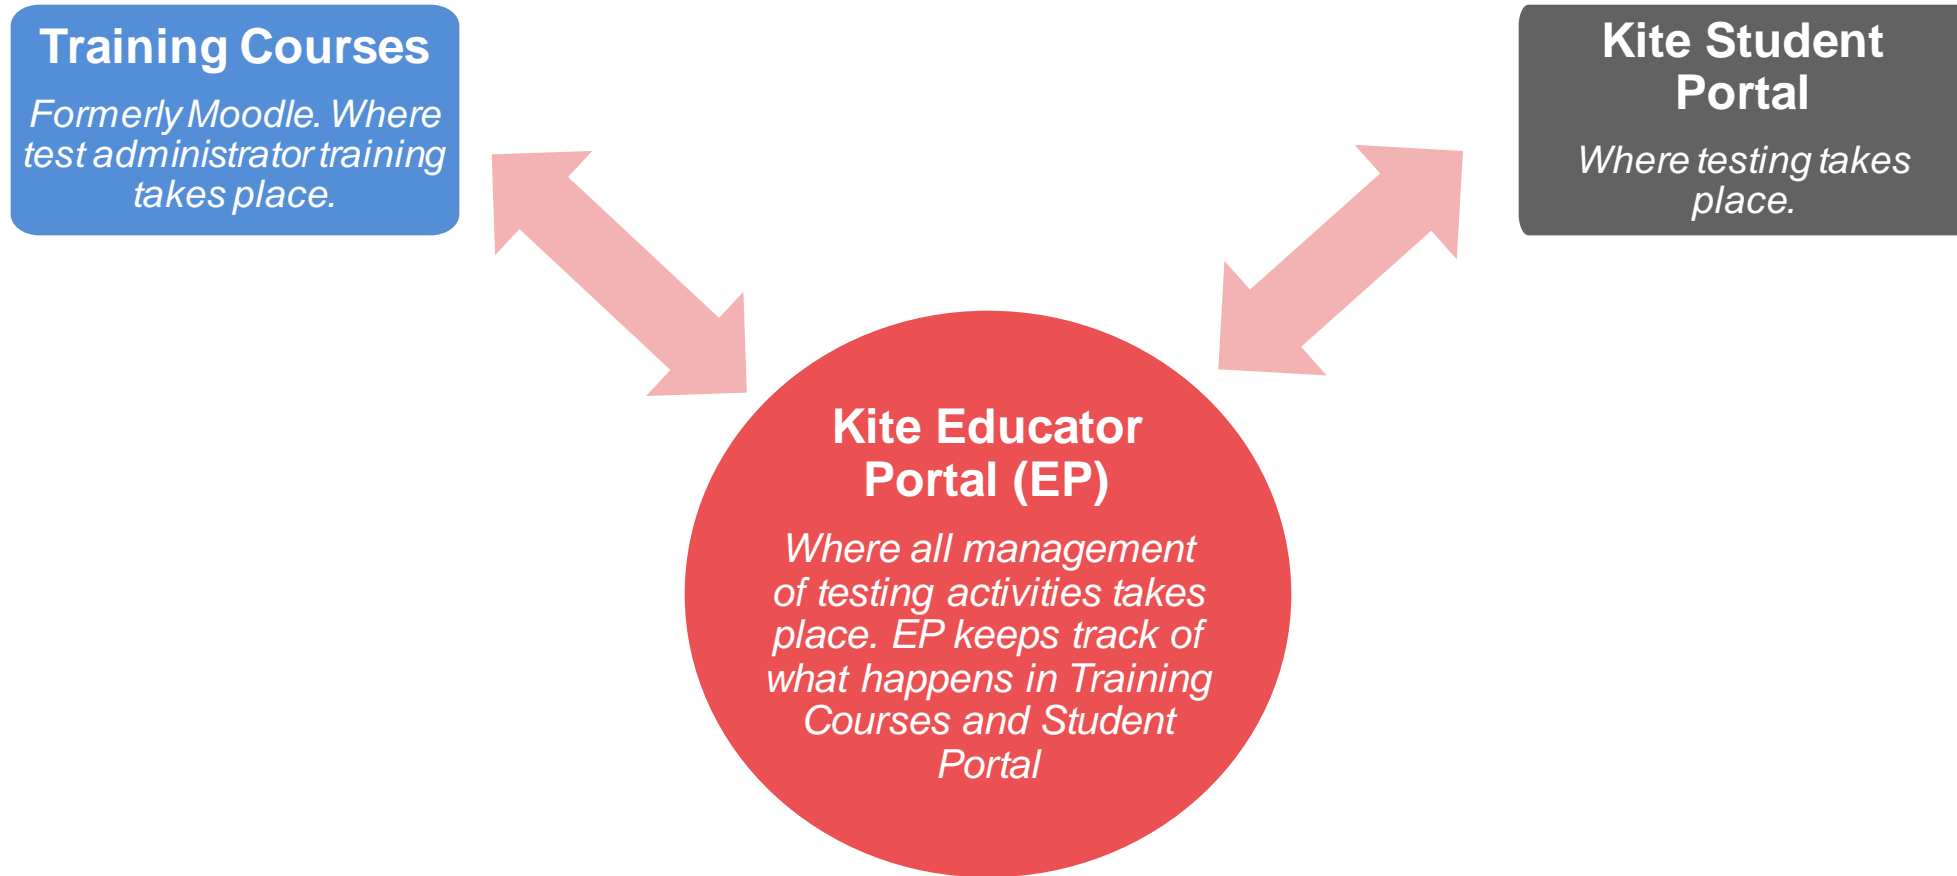 Training Courses
Formerly Moodle. Where
test administrator training
takes place.
Kite Student
Portal
Where testing takes
place.
Kite Educator
Portal (EP)
Where all management
of testing activities takes
place. EP keeps track of
what happens in Training
Courses and Student
Portal